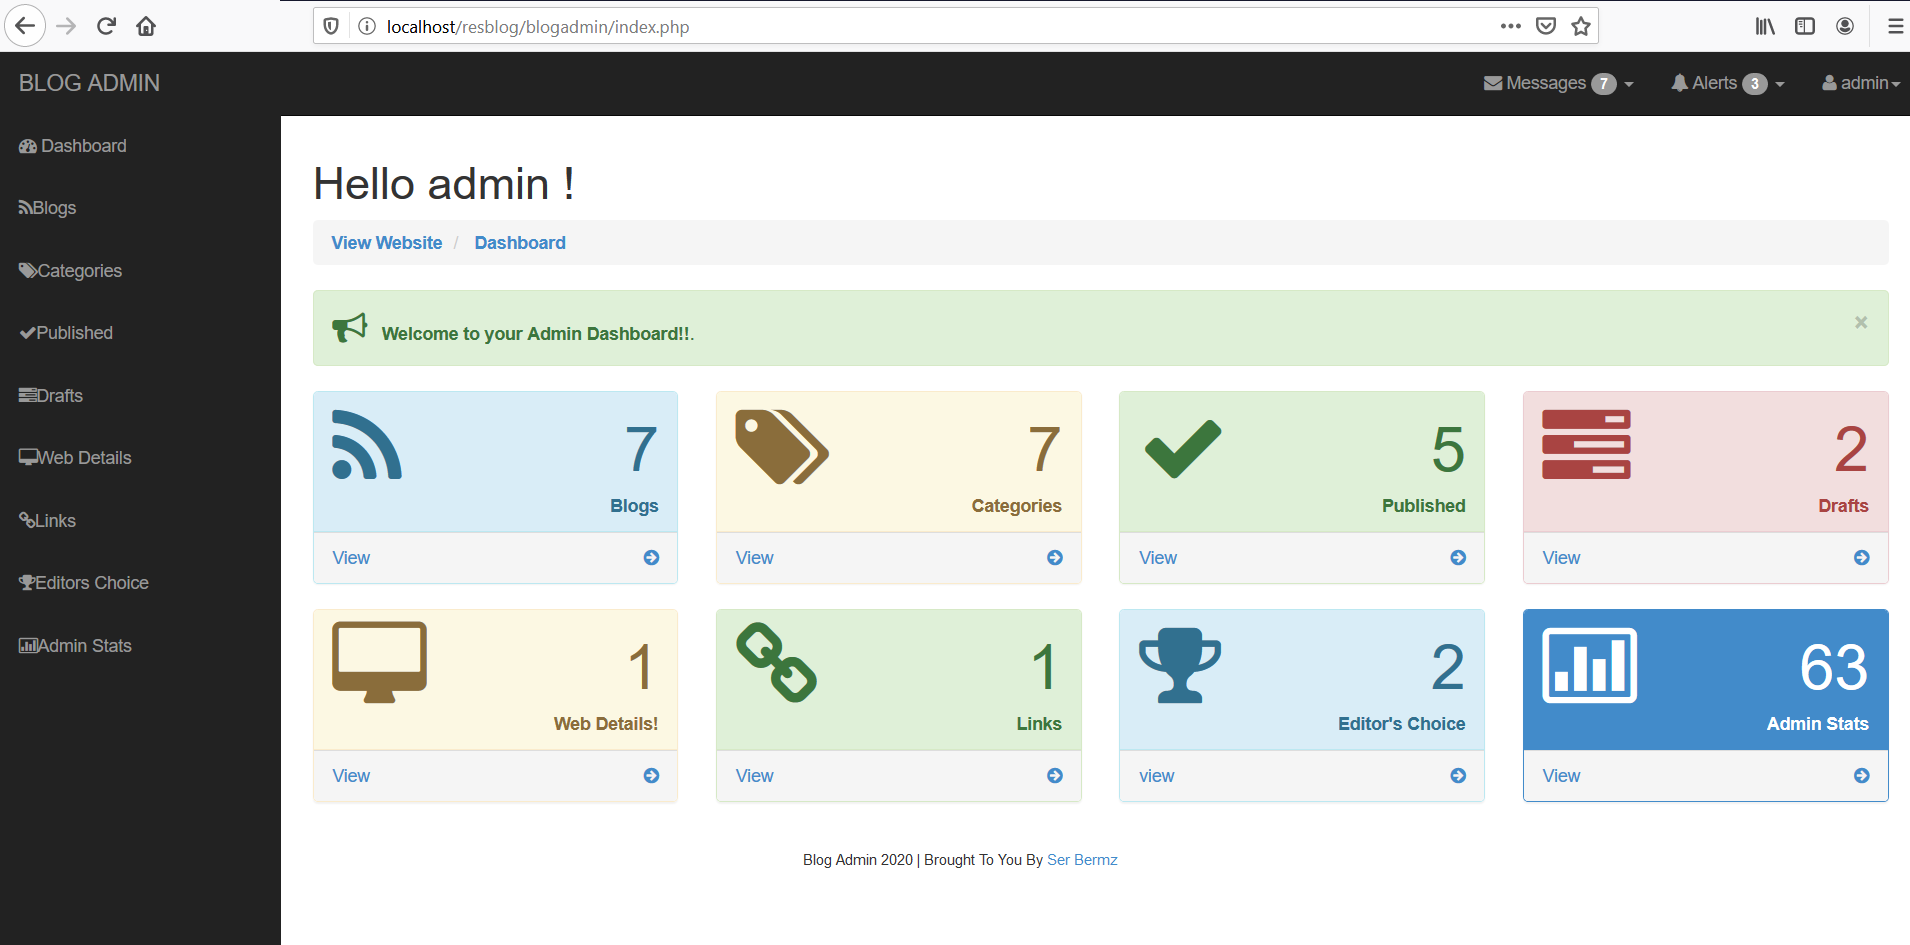 localhost/resblog/blogadmin/index.php
BLOG ADMIN
Messages 7
Alerts 3
admin
Dashboard
Blogs
Categories
Published
Drafts
Web Details
Links
Editors Choice
Admin Stats
Hello admin !
View Website / Dashboard
Welcome to your Admin Dashboard!!.
×
7
Blogs
View
7
Categories
View
5
Published
View
2
Drafts
View
1
Web Details!
View
1
Links
View
2
Editor's Choice
view
63
Admin Stats
View
Blog Admin 2020 | Brought To You By Ser Bermz